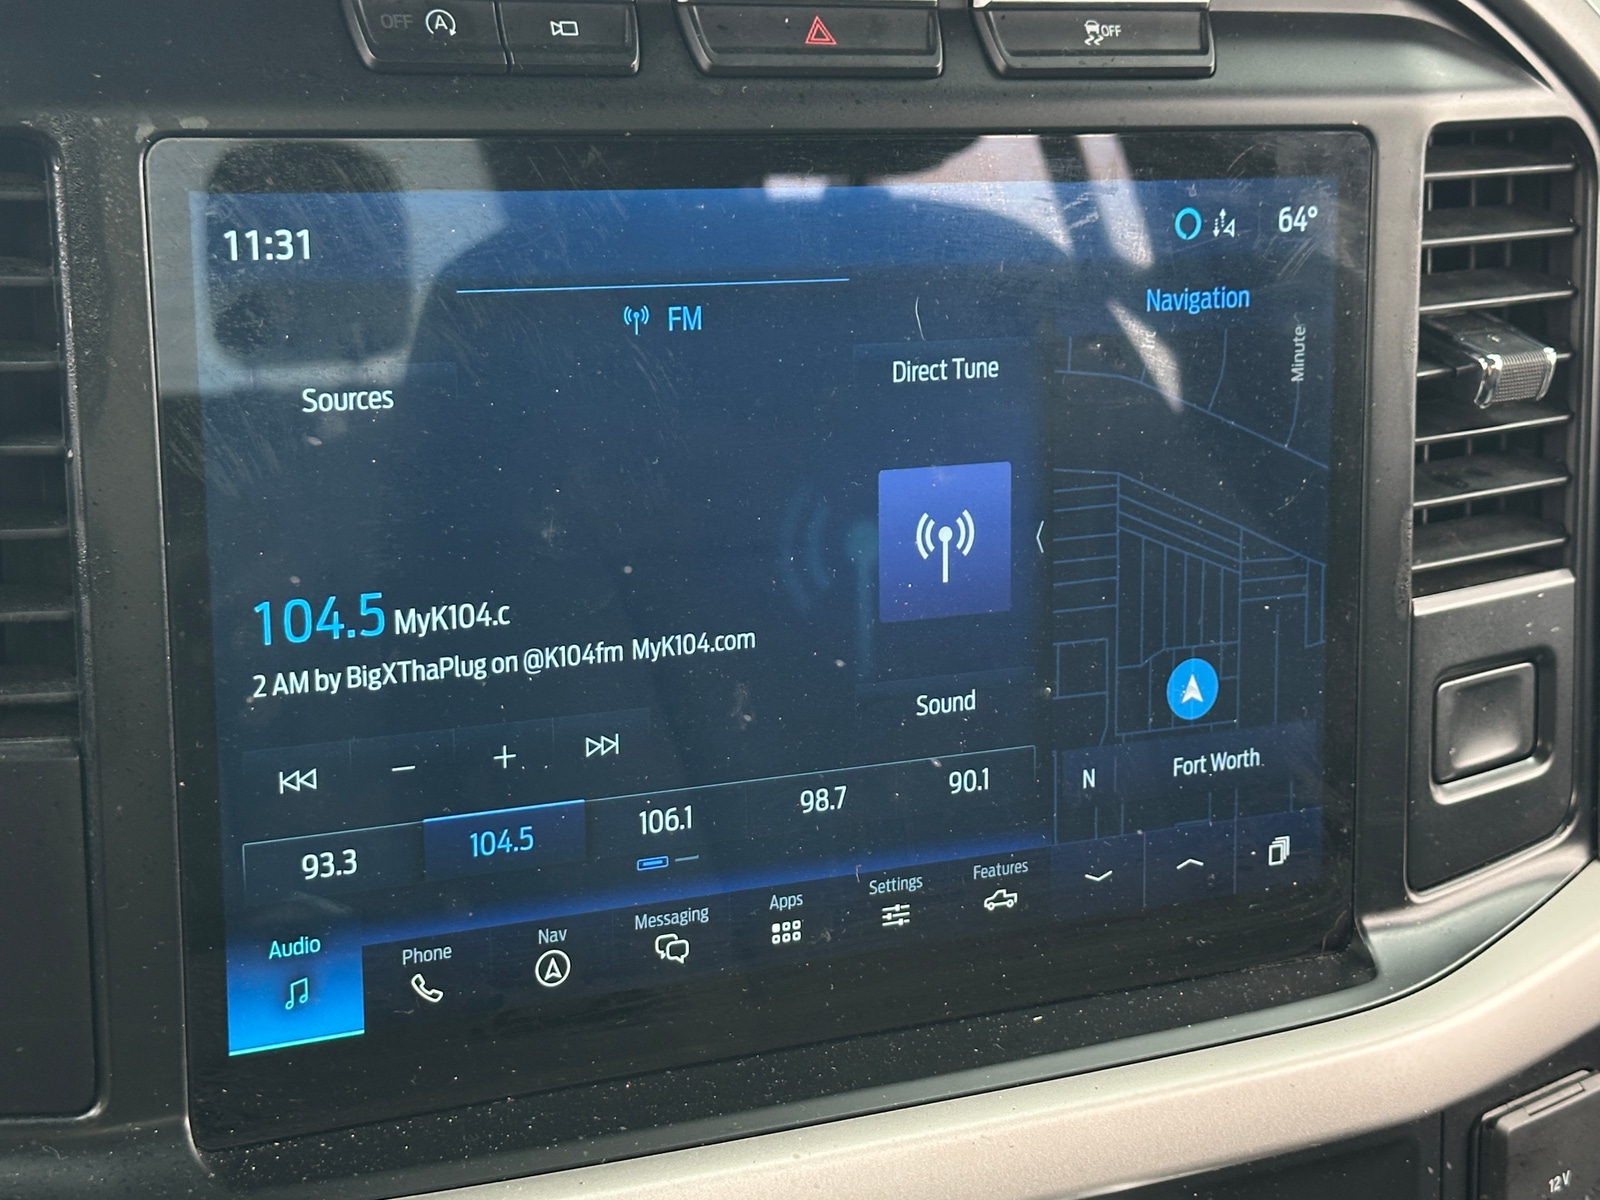 OFF A
OFF
11:31
64°
FM
Navigation
Minute
Direct Tune
Sources
104.5 MyK104.c
2 AM by BigXThaPlug on @K104fm MyK104.com
Sound
Fort Worth
N
93.3 104.5 106.1 98.7 90.1
Audio Phone Nav Messaging Apps Settings Features
12V